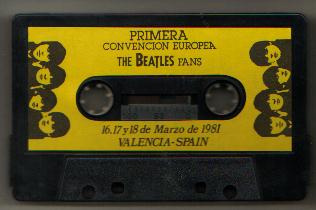 PRIMERA
CONVENCION EUROPEA
THE BEATLES FANS
16, 17 y 18 de Marzo de 1981
VALENCIA-SPAIN